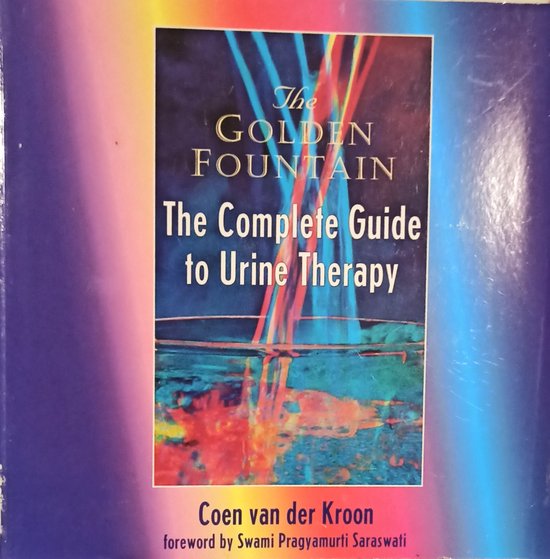 The
GOLDEN
FOUNTAIN
The Complete Guide
to Urine Therapy
Coen van der Kroon
foreword by Swami Pragyamurti Saraswati